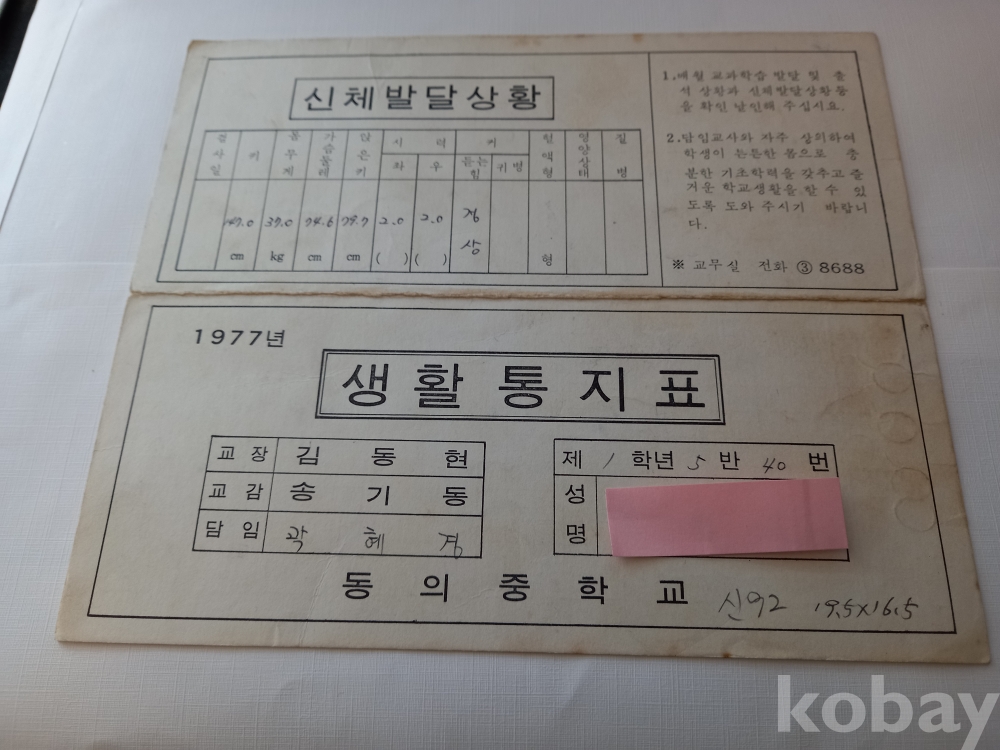 신체발달상황
검사일 키 몸무게 가슴둘레 앉은키 시력 귀 혈액형 영양상태 질병
좌 우 듣는힘 귀병
147.0 37.0 74.6 79.7 2.0 2.0 정상
cm kg cm cm ( ) ( ) 형
1. 매월 교과학습 발달 및 출
석 상황과 신체발달상황등
을 확인 날인해 주십시요.
2. 담임교사와 자주 상의하여
학생이 튼튼한 몸으로 충
분한 기초학력을 갖추고 즐
거운 학교생활을 할 수 있
도록 도와 주시기 바랍니
다.
※ 교무실 전화 ③ 8688
1977년
생활통지표
교장 김동현
교감 송기동
담임 곽혜정
제 1 학년 5 반 40 번
성명
동의중학교
신92 19.5x16.5
kobay